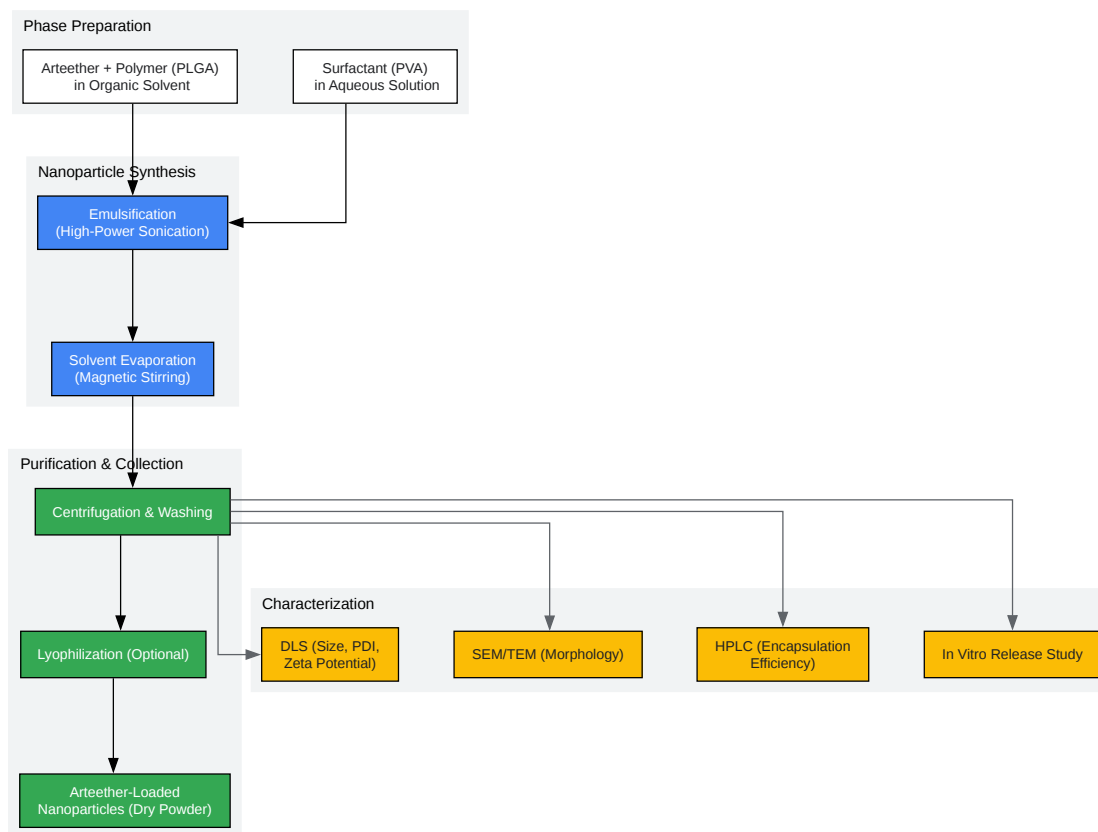 Phase Preparation
Arteether + Polymer (PLGA)
in Organic Solvent
Surfactant (PVA)
in Aqueous Solution
Nanoparticle Synthesis
Emulsification
(High-Power Sonication)
Solvent Evaporation
(Magnetic Stirring)
Purification & Collection
Centrifugation & Washing
Lyophilization (Optional)
Arteether-Loaded
Nanoparticles (Dry Powder)
Characterization
DLS (Size, PDI,
Zeta Potential)
SEM/TEM (Morphology)
HPLC (Encapsulation
Efficiency)
In Vitro Release Study